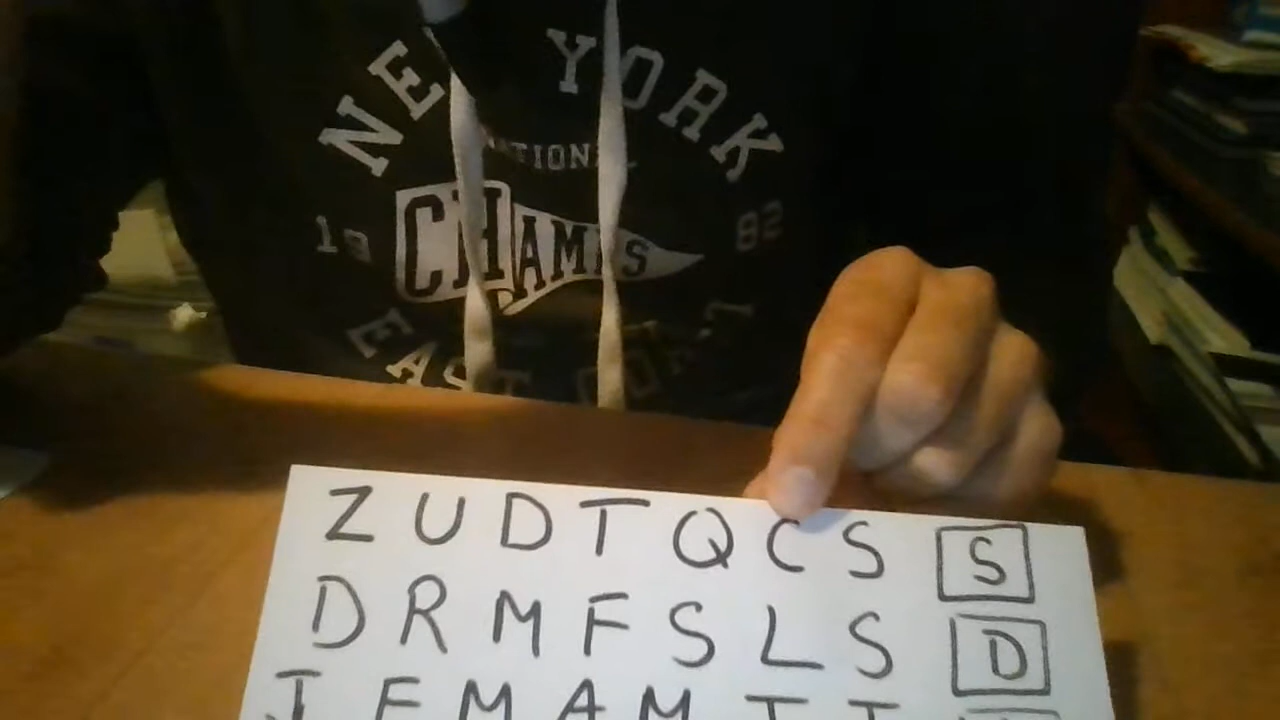 NEW YORK
NATIONAL
CHAMPS
19 82
EAST
Z U D T Q C S S
D R M F S L S D
J F M A M J J